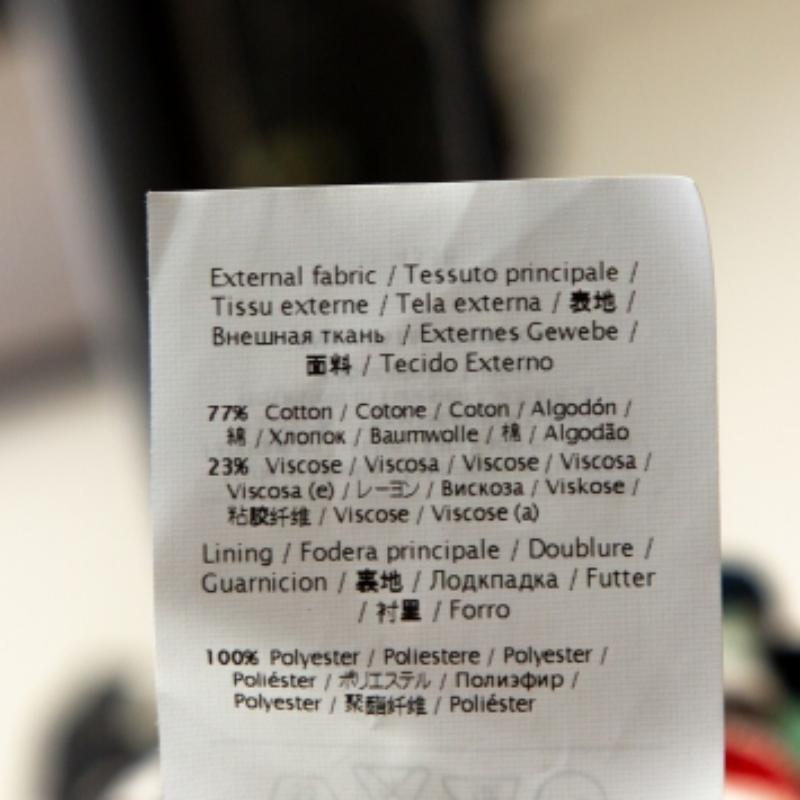 External fabric / Tessuto principale /
Tissu externe / Tela externa / 表地 /
Внешная ткань / Externes Gewebe /
面料 / Tecido Externo
77% Cotton / Cotone / Coton / Algodón /
綿 / Хлопок / Baumwolle / 棉 / Algodão
23% Viscose / Viscosa / Viscose / Viscosa /
Viscosa (e) / レーヨン / Вискоза / Viskose /
粘胶纤维 / Viscose / Viscose (a)
Lining / Fodera principale / Doublure /
Guarnicion / 裏地 / Лодкпадка / Futter
/ 衬里 / Forro
100% Polyester / Poliestere / Polyester /
Poliéster / ポリエステル / Полиэфир /
Polyester / 聚酯纤维 / Poliéster